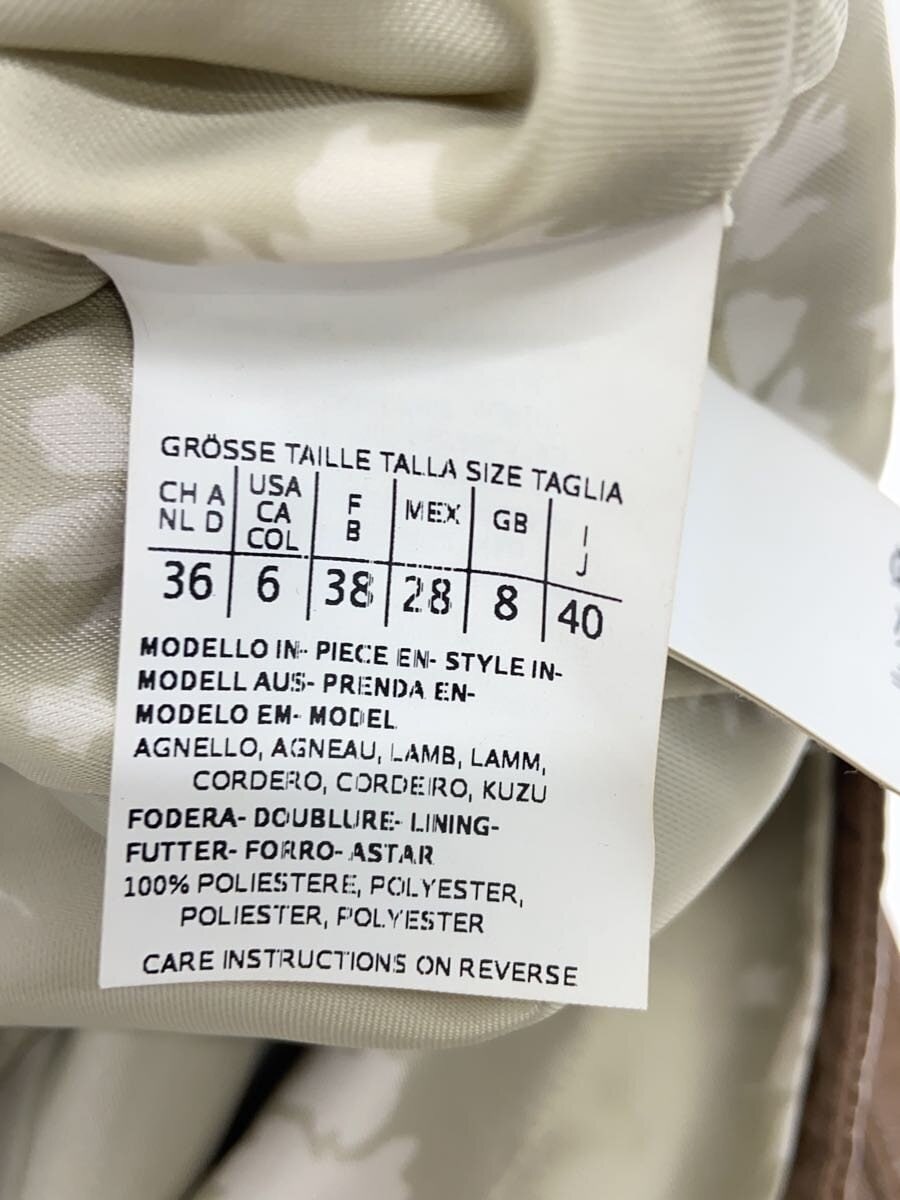 GRÖSSE TAILLE TALLA SIZE TAGLIA
CH A NL D | USA CA COL | F B | MEX | GB | I J
36 | 6 | 38 | 28 | 8 | 40
MODELLO IN- PIECE EN- STYLE IN-
MODELL AUS- PRENDA EN-
MODELO EM- MODEL
AGNELLO, AGNEAU, LAMB, LAMM,
CORDERO, CORDEIRO, KUZU
FODERA- DOUBLURE- LINING-
FUTTER- FORRO- ASTAR
100% POLIESTERE, POLYESTER,
POLIESTER, POLYESTER
CARE INSTRUCTIONS ON REVERSE